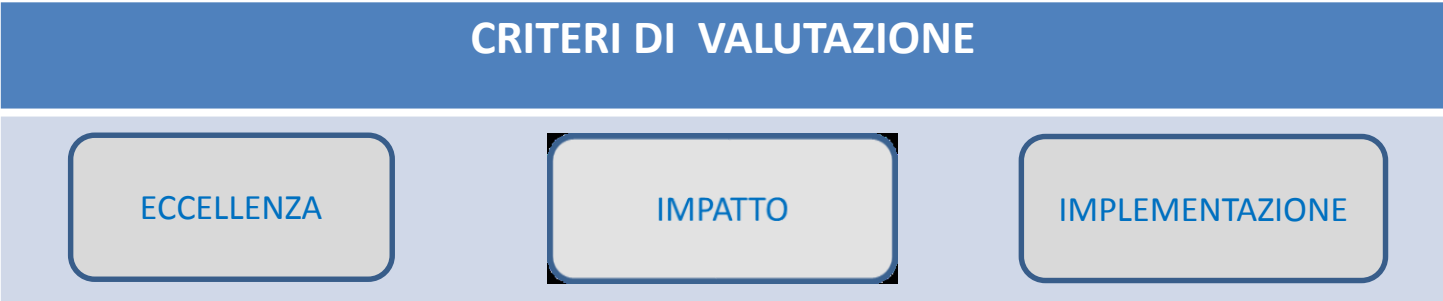 CRITERI DI VALUTAZIONE
ECCELLENZA
IMPATTO
IMPLEMENTAZIONE